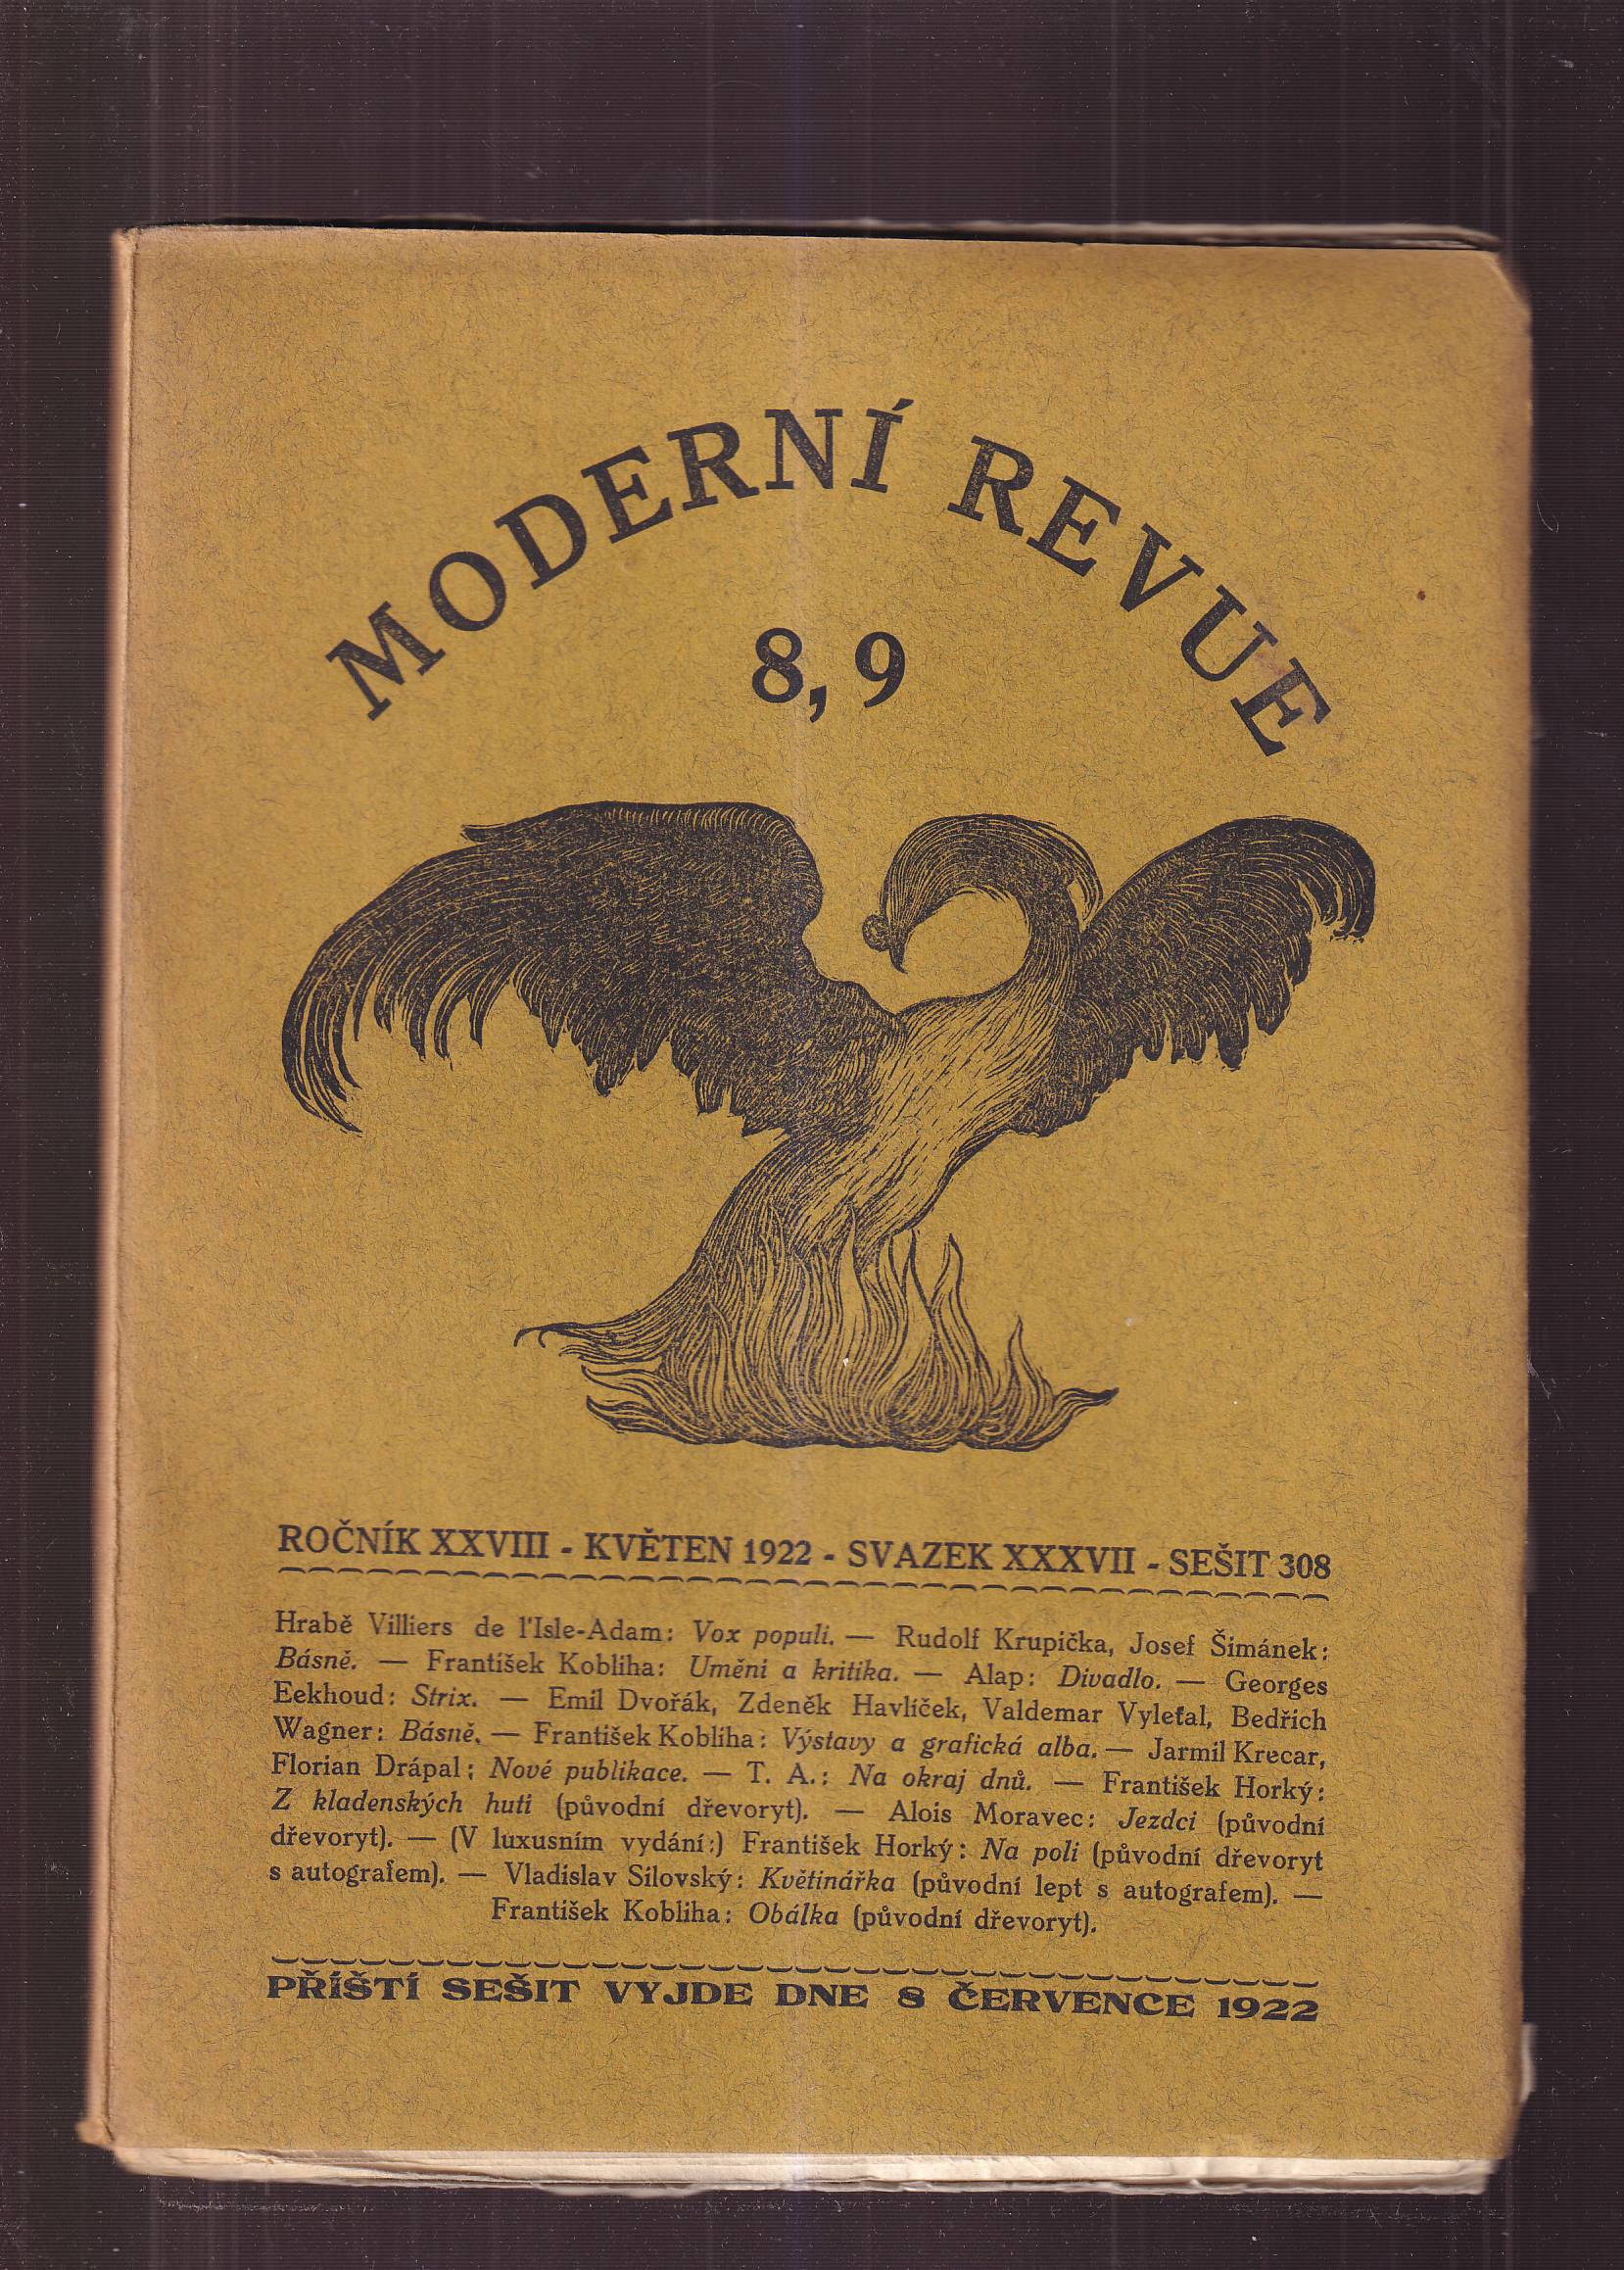 MODERNÍ REVUE
8, 9
ROČNÍK XXVIII - KVĚTEN 1922 - SVAZEK XXXVII - SEŠIT 308
Hrabě Villiers de l'Isle-Adam: Vox populi. — Rudolf Krupička, Josef Šimánek:
Básně. — František Kobliha: Umění a kritika. — Alap: Divadlo. — Georges
Eekhoud: Strix. — Emil Dvořák, Zdeněk Havlíček, Valdemar Vyleťal, Bedřich
Wagner: Básně. — František Kobliha: Výstavy a grafická alba. — Jarmil Krecar,
Florian Drápal: Nové publikace. — T. A.: Na okraj dnů. — František Horký:
Z kladenských hutí (původní dřevoryt). — Alois Moravec: Jezdci (původní
dřevoryt). — (V luxusním vydání:) František Horký: Na poli (původní dřevoryt
s autografem). — Vladislav Silovský: Květinářka (původní lept s autografem). —
František Kobliha: Obálka (původní dřevoryt).
PŘÍŠTÍ SEŠIT VYJDE DNE 8 ČERVENCE 1922